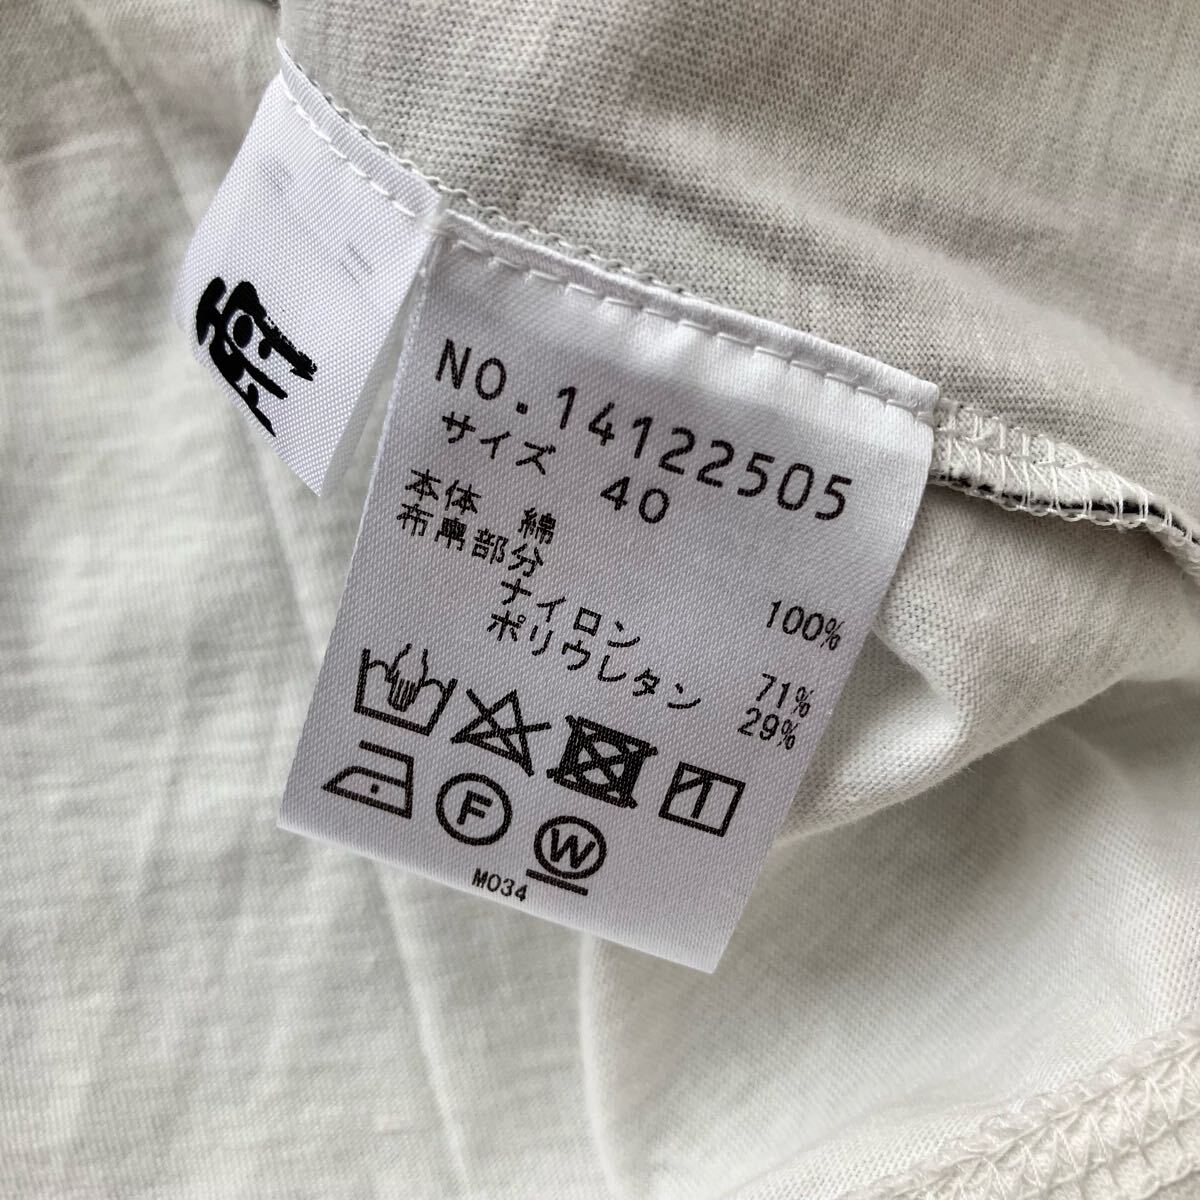 NO.14122505
サイズ 40
本体 綿 100%
布帛部分
ナイロン 71%
ポリウレタン 29%
F
W
M034